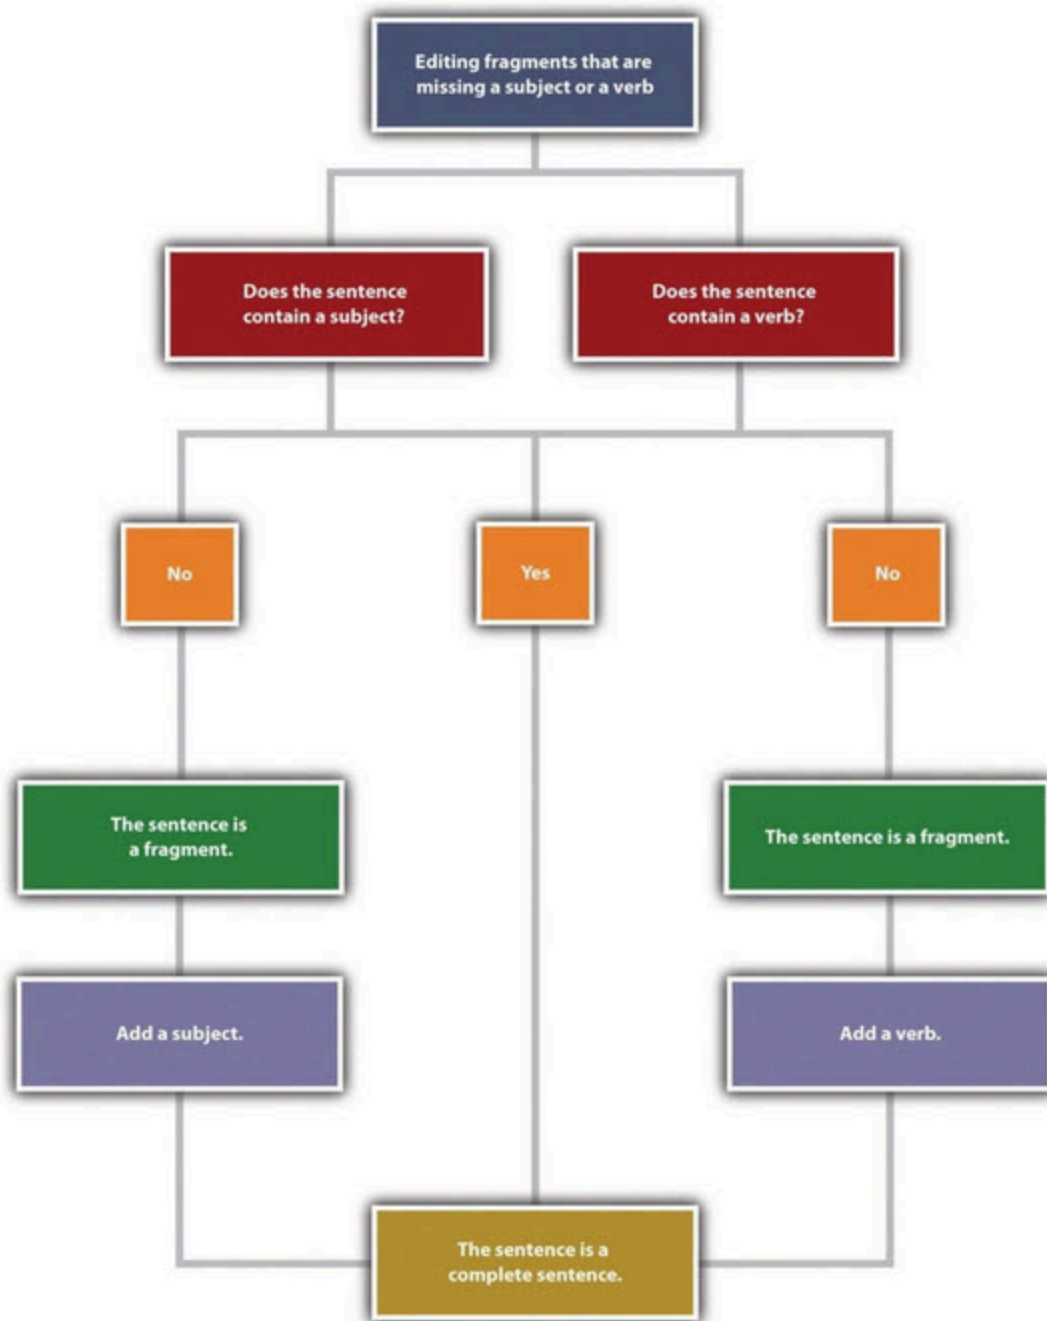 Editing fragments that are
missing a subject or a verb
Does the sentence
contain a subject?
Does the sentence
contain a verb?
No
Yes
No
The sentence is
a fragment.
The sentence is a fragment.
Add a subject.
Add a verb.
The sentence is a
complete sentence.